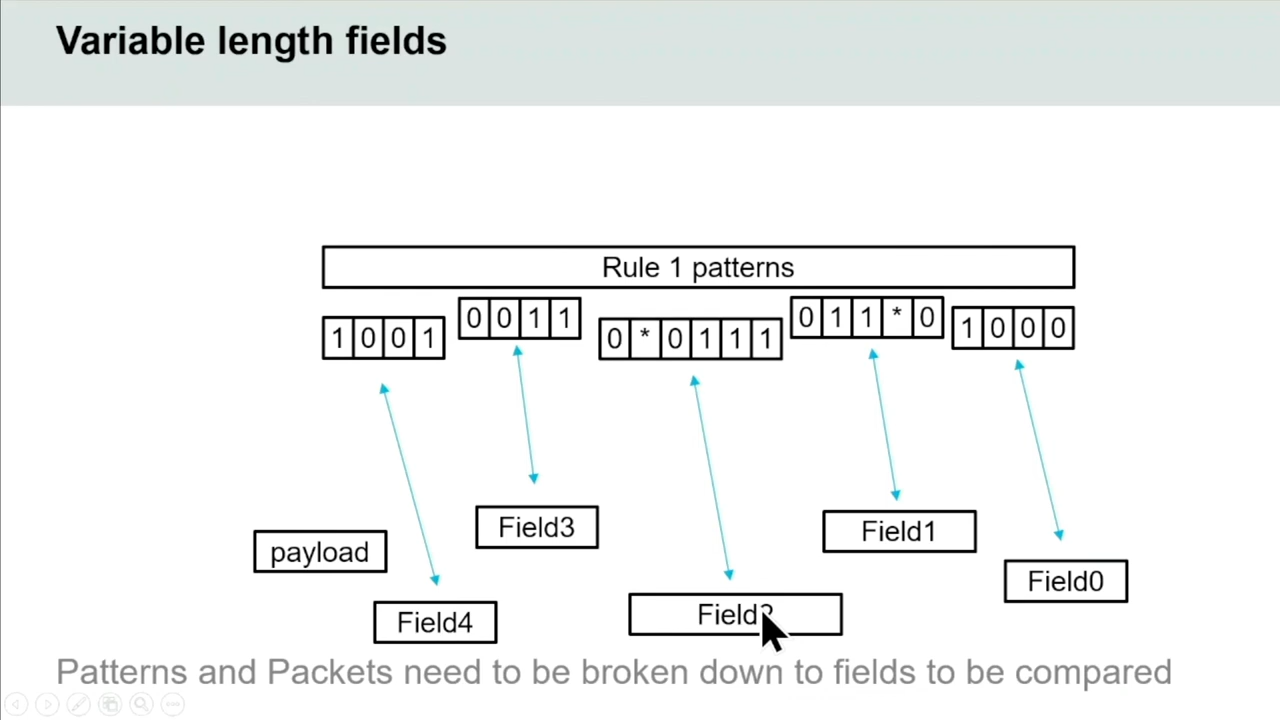 Variable length fields
Rule 1 patterns
1 0 0 1
0 0 1 1
0 * 0 1 1 1
0 1 1 * 0
1 0 0 0
payload
Field3
Field1
Field4
Field2
Field0
Patterns and Packets need to be broken down to fields to be compared